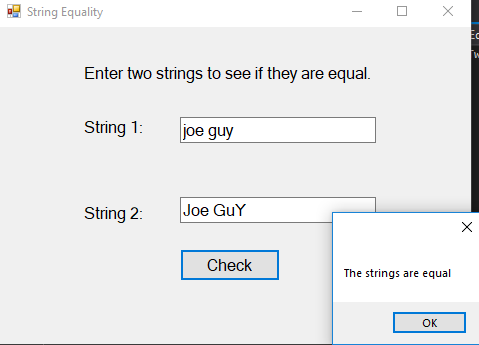 String Equality
Enter two strings to see if they are equal.
String 1:
joe guy
String 2:
Joe GuY
Check
The strings are equal
OK